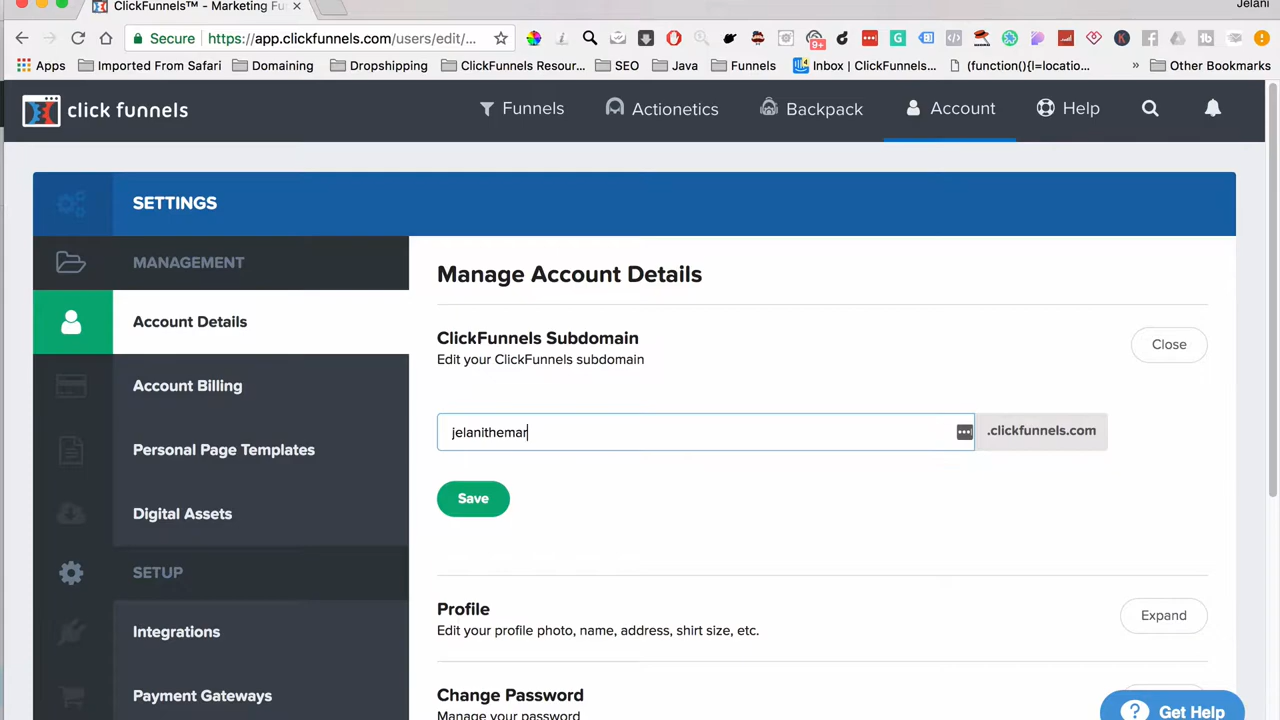 ClickFunnels™ - Marketing Fu
Jelani
Secure https://app.clickfunnels.com/users/edit/...
9+
Apps Imported From Safari Domaining Dropshipping ClickFunnels Resour... SEO Java Funnels Inbox | ClickFunnels... (function(){l=locatio... » Other Bookmarks
click funnels Funnels Actionetics Backpack Account Help
SETTINGS
MANAGEMENT
Account Details
Account Billing
Personal Page Templates
Digital Assets
SETUP
Integrations
Payment Gateways
Manage Account Details
ClickFunnels Subdomain
Edit your ClickFunnels subdomain
Close
jelanithemar
.clickfunnels.com
Save
Profile
Edit your profile photo, name, address, shirt size, etc.
Expand
Change Password
Manage your password
Get Help